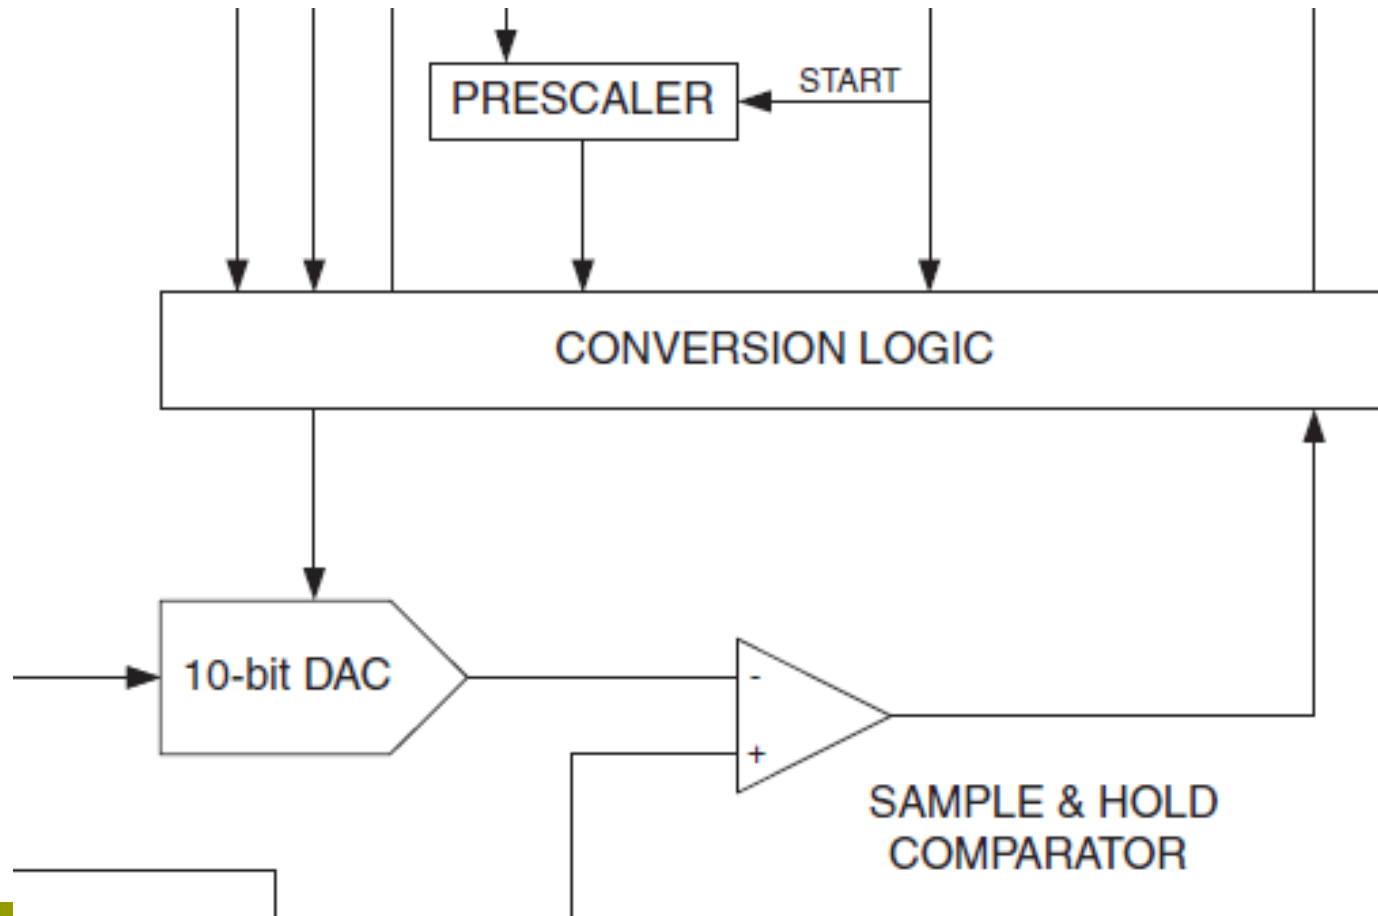 START
PRESCALER
CONVERSION LOGIC
10-bit DAC
-
+
SAMPLE & HOLD
COMPARATOR